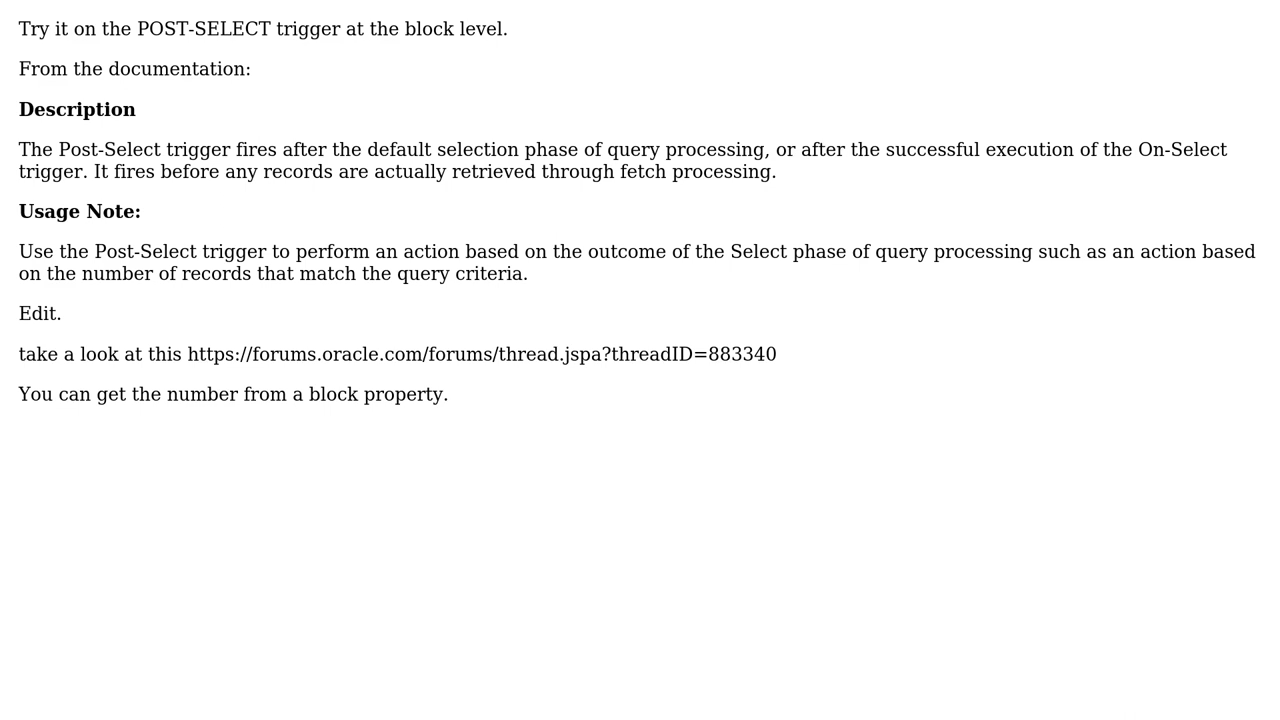 Try it on the POST-SELECT trigger at the block level.
From the documentation:
Description
The Post-Select trigger fires after the default selection phase of query processing, or after the successful execution of the On-Select
trigger. It fires before any records are actually retrieved through fetch processing.
Usage Note:
Use the Post-Select trigger to perform an action based on the outcome of the Select phase of query processing such as an action based
on the number of records that match the query criteria.
Edit.
take a look at this https://forums.oracle.com/forums/thread.jspa?threadID=883340
You can get the number from a block property.